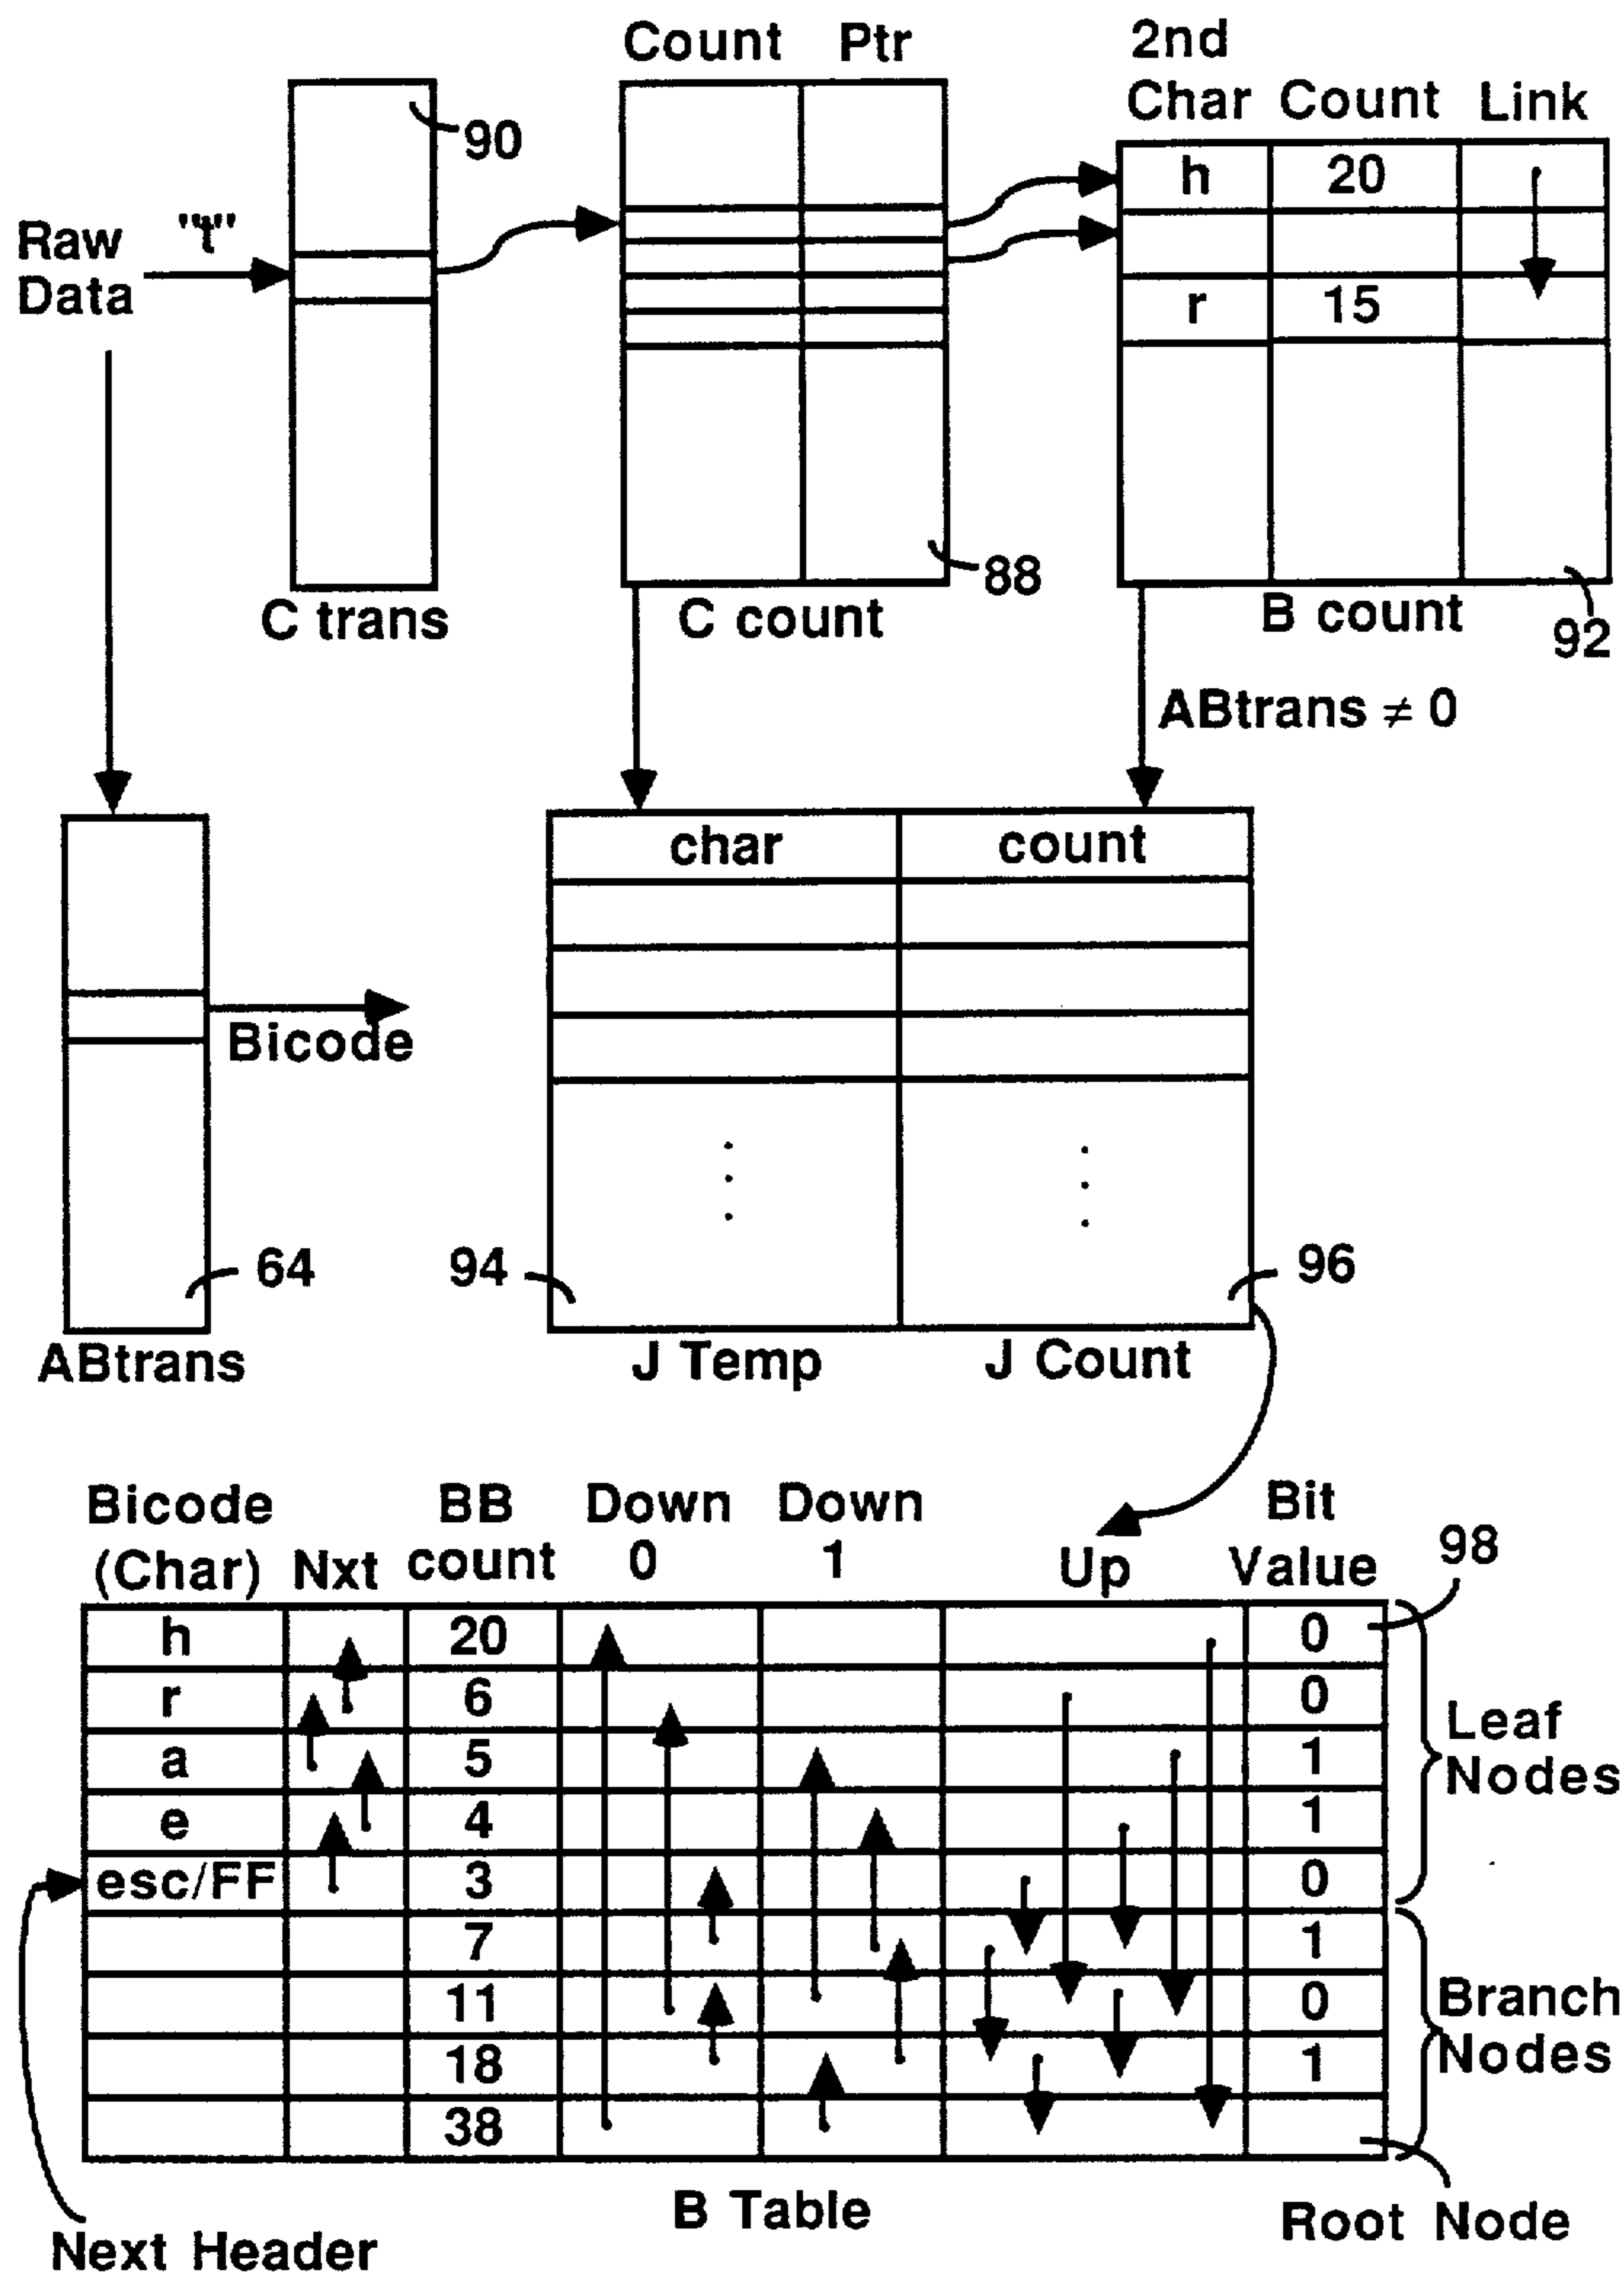 Count Ptr 2nd
Char Count Link
90
h 20
Raw "t"
Data
r 15
88
C trans C count B count
92
ABtrans ≠ 0
char count
Bicode
64 94 96
ABtrans J Temp J Count
Bicode BB Down Down Bit
(Char) Nxt count 0 1 Up Value 98
h 20 0
r 6 0
a 5 1
e 4 1
esc/FF 3 0
7 1
11 0
18 1
38
Leaf
Nodes
Branch
Nodes
B Table Root Node
Next Header